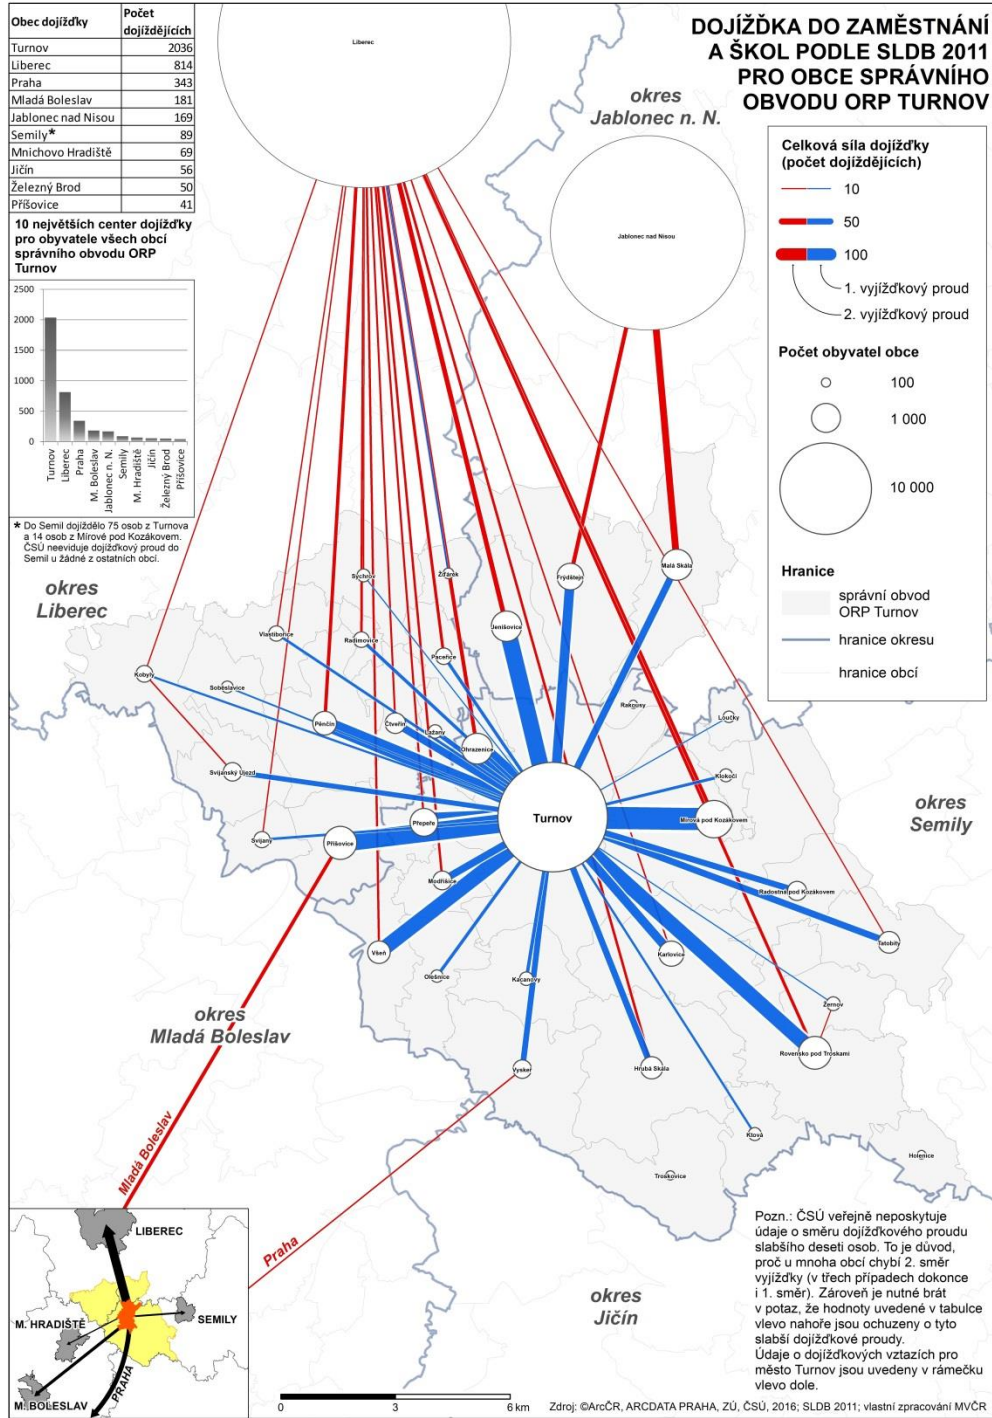 DOJÍŽĎKA DO ZAMĚSTNÁNÍ
A ŠKOL PODLE SLDB 2011
PRO OBCE SPRÁVNÍHO
OBVODU ORP TURNOV
Obec dojížďky Počet dojíždějících
Turnov 2036
Liberec 814
Praha 343
Mladá Boleslav 181
Jablonec nad Nisou 169
Semily* 89
Mnichovo Hradiště 69
Jičín 56
Železný Brod 50
Příšovice 41
10 největších center dojížďky
pro obyvatele všech obcí
správního obvodu ORP
Turnov
2500
2000
1500
1000
500
0
Turnov
Liberec
Praha
M. Boleslav
Jablonec n. N.
Semily
M. Hradiště
Jičín
Železný Brod
Příšovice
* Do Semil dojíždělo 75 osob z Turnova
a 14 osob z Mírové pod Kozákovem.
ČSÚ neeviduje dojížďkový proud do
Semil u žádné z ostatních obcí.
Celková síla dojížďky
(počet dojíždějících)
10
50
100
1. vyjížďkový proud
2. vyjížďkový proud
Počet obyvatel obce
100
1 000
10 000
Hranice
správní obvod
ORP Turnov
hranice okresu
hranice obcí
Liberec
okres
Jablonec n. N.
Jablonec nad Nisou
okres
Liberec
Sychrov
Žďárek
Frýdštejn
Malá Skála
Vlastibořice
Radimovice
Jenišovice
Paceřice
Kobyly
Soběslavice
Rakousy
Loučky
Pěnčín
Čtveřín
Lažany
Ohrazenice
Svijanský Újezd
Klokočí
okres
Semily
Přepeře
Turnov
Mírová pod Kozákovem
Svijany
Příšovice
Modřišice
Radostná pod Kozákovem
Všeň
Olešnice
Kacanovy
Karlovice
Tatobity
Žernov
okres
Mladá Boleslav
Vyskeř
Hrubá Skála
Rovensko pod Troskami
Ktová
Troskovice
Holenice
Mladá Boleslav
Praha
okres
Jičín
LIBEREC
SEMILY
M. HRADIŠTĚ
M. BOLESLAV
PRAHA
Pozn.: ČSÚ veřejně neposkytuje
údaje o směru dojížďkového proudu
slabšího deseti osob. To je důvod,
proč u mnoha obcí chybí 2. směr
vyjížďky (v třech případech dokonce
i 1. směr). Zároveň je nutné brát
v potaz, že hodnoty uvedené v tabulce
vlevo nahoře jsou ochuzeny o tyto
slabší dojížďkové proudy.
Údaje o dojížďkových vztazích pro
město Turnov jsou uvedeny v rámečku
vlevo dole.
0 3 6 km
Zdroj: ©ArcČR, ARCDATA PRAHA, ZÚ, ČSÚ, 2016; SLDB 2011; vlastní zpracování MVČR